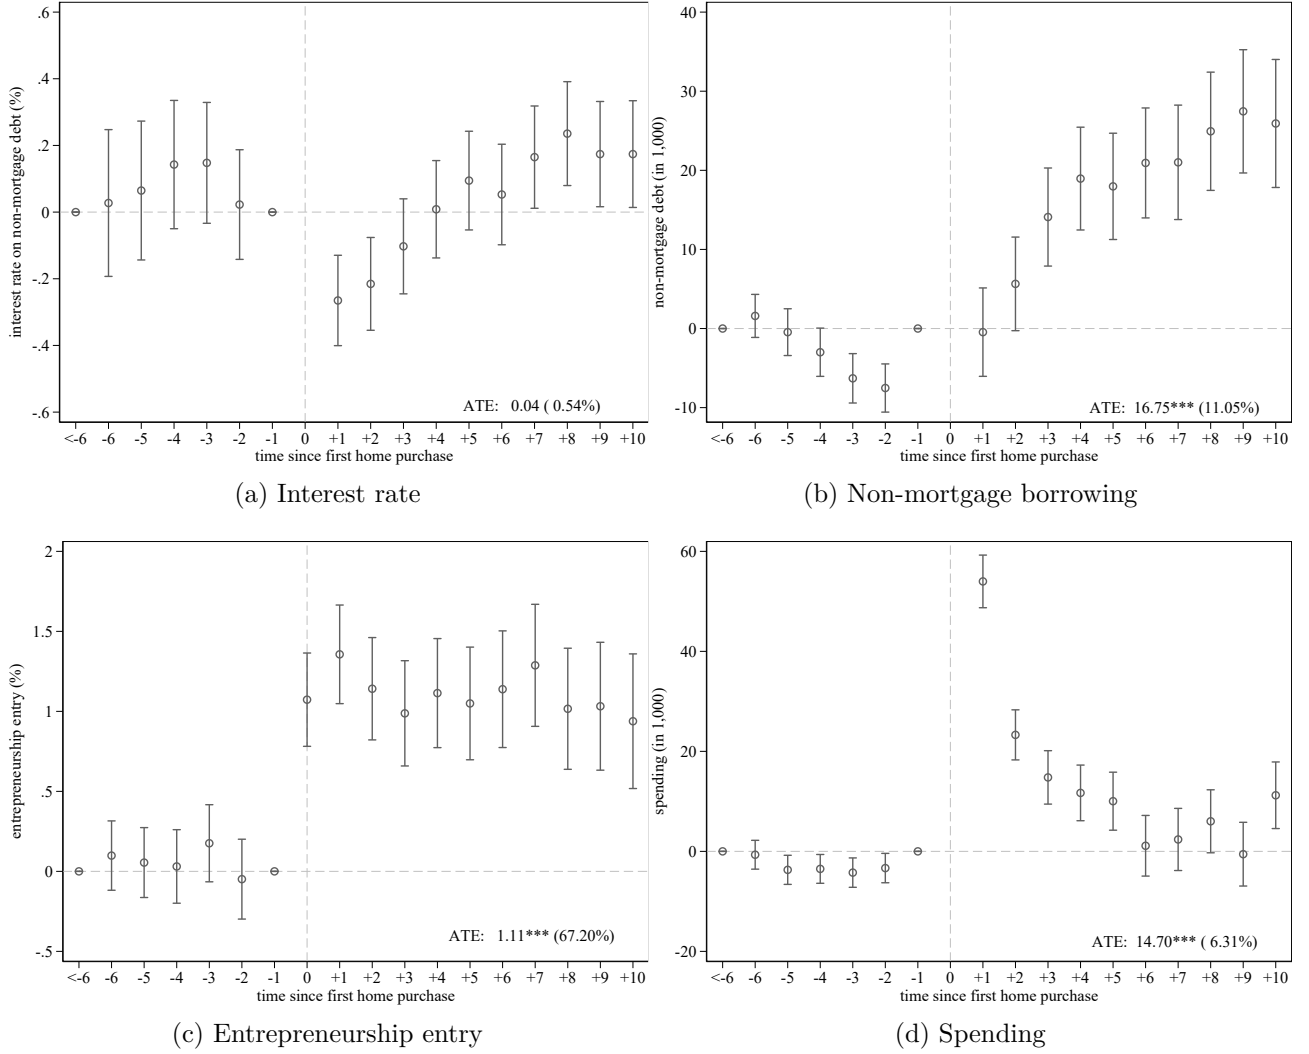 .6
.4
.2
0
-.2
-.4
-.6
interest rate on non-mortgage debt (%)
ATE: 0.04 ( 0.54%)
<-6 -6 -5 -4 -3 -2 -1 0 +1 +2 +3 +4 +5 +6 +7 +8 +9 +10
time since first home purchase
(a) Interest rate
40
30
20
10
0
-10
non-mortgage debt (in 1,000)
ATE: 16.75*** (11.05%)
<-6 -6 -5 -4 -3 -2 -1 0 +1 +2 +3 +4 +5 +6 +7 +8 +9 +10
time since first home purchase
(b) Non-mortgage borrowing
2
1.5
1
.5
0
-.5
entrepreneurship entry (%)
ATE: 1.11*** (67.20%)
<-6 -6 -5 -4 -3 -2 -1 0 +1 +2 +3 +4 +5 +6 +7 +8 +9 +10
time since first home purchase
(c) Entrepreneurship entry
60
40
20
0
-20
spending (in 1,000)
ATE: 14.70*** ( 6.31%)
<-6 -6 -5 -4 -3 -2 -1 0 +1 +2 +3 +4 +5 +6 +7 +8 +9 +10
time since first home purchase
(d) Spending